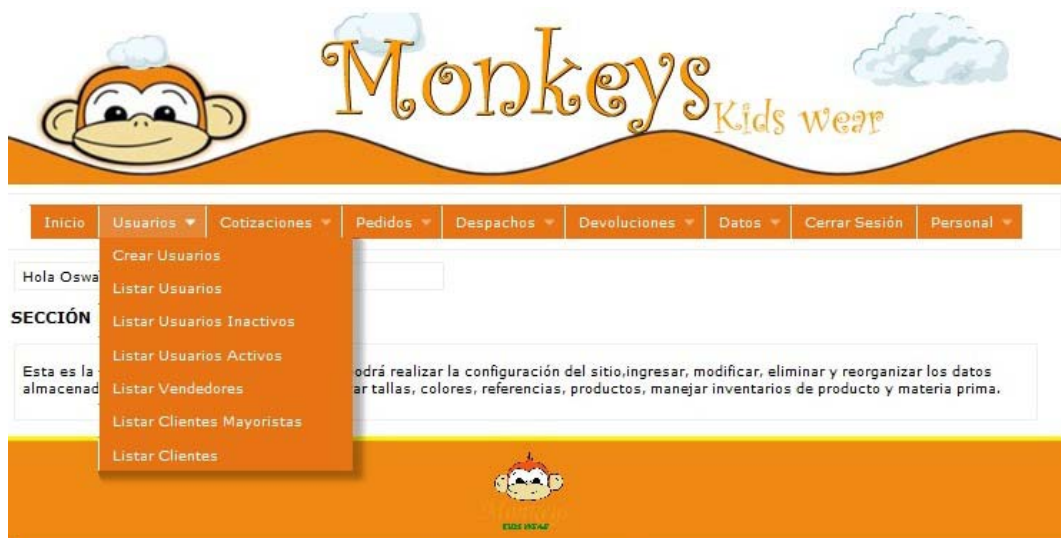 Monkeys
Kids wear
Inicio Usuarios Cotizaciones Pedidos Despachos Devoluciones Datos Cerrar Sesión Personal
Crear Usuarios
Hola Oswa
Listar Usuarios
SECCIÓN
Listar Usuarios Inactivos
Listar Usuarios Activos
Esta es la odrá realizar la configuración del sitio,ingresar, modificar, eliminar y reorganizar los datos
almacenad ar tallas, colores, referencias, productos, manejar inventarios de producto y materia prima.
Listar Vendedores
Listar Clientes Mayoristas
Listar Clientes
Monkeys
KIDS WEAR